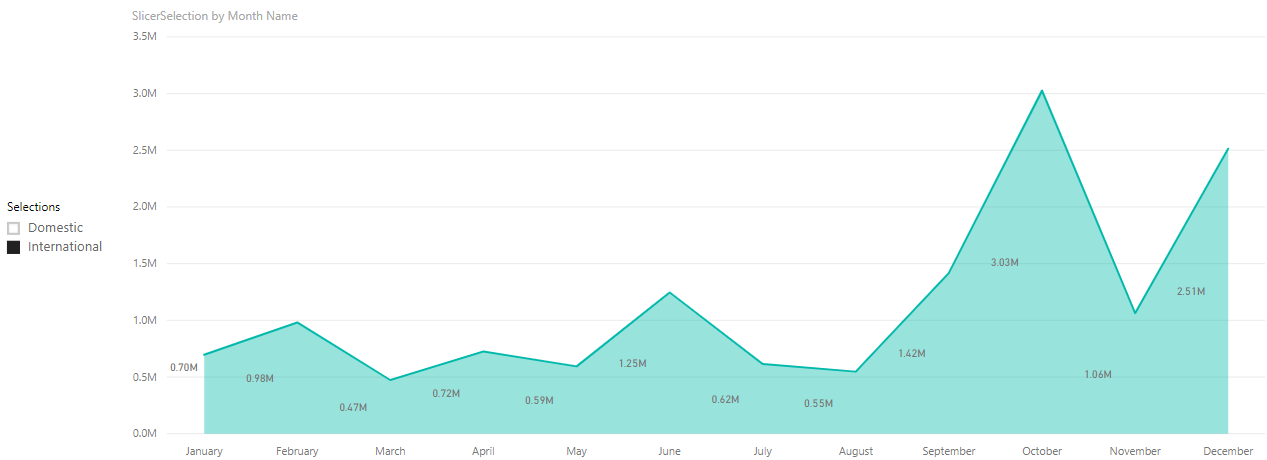 SlicerSelection by Month Name
3.5M
3.0M
2.5M
2.0M
1.5M
1.0M
0.5M
0.0M
Selections
Domestic
International
0.70M
0.98M
0.47M
0.72M
0.59M
1.25M
0.62M
0.55M
1.42M
3.03M
1.06M
2.51M
January February March April May June July August September October November December